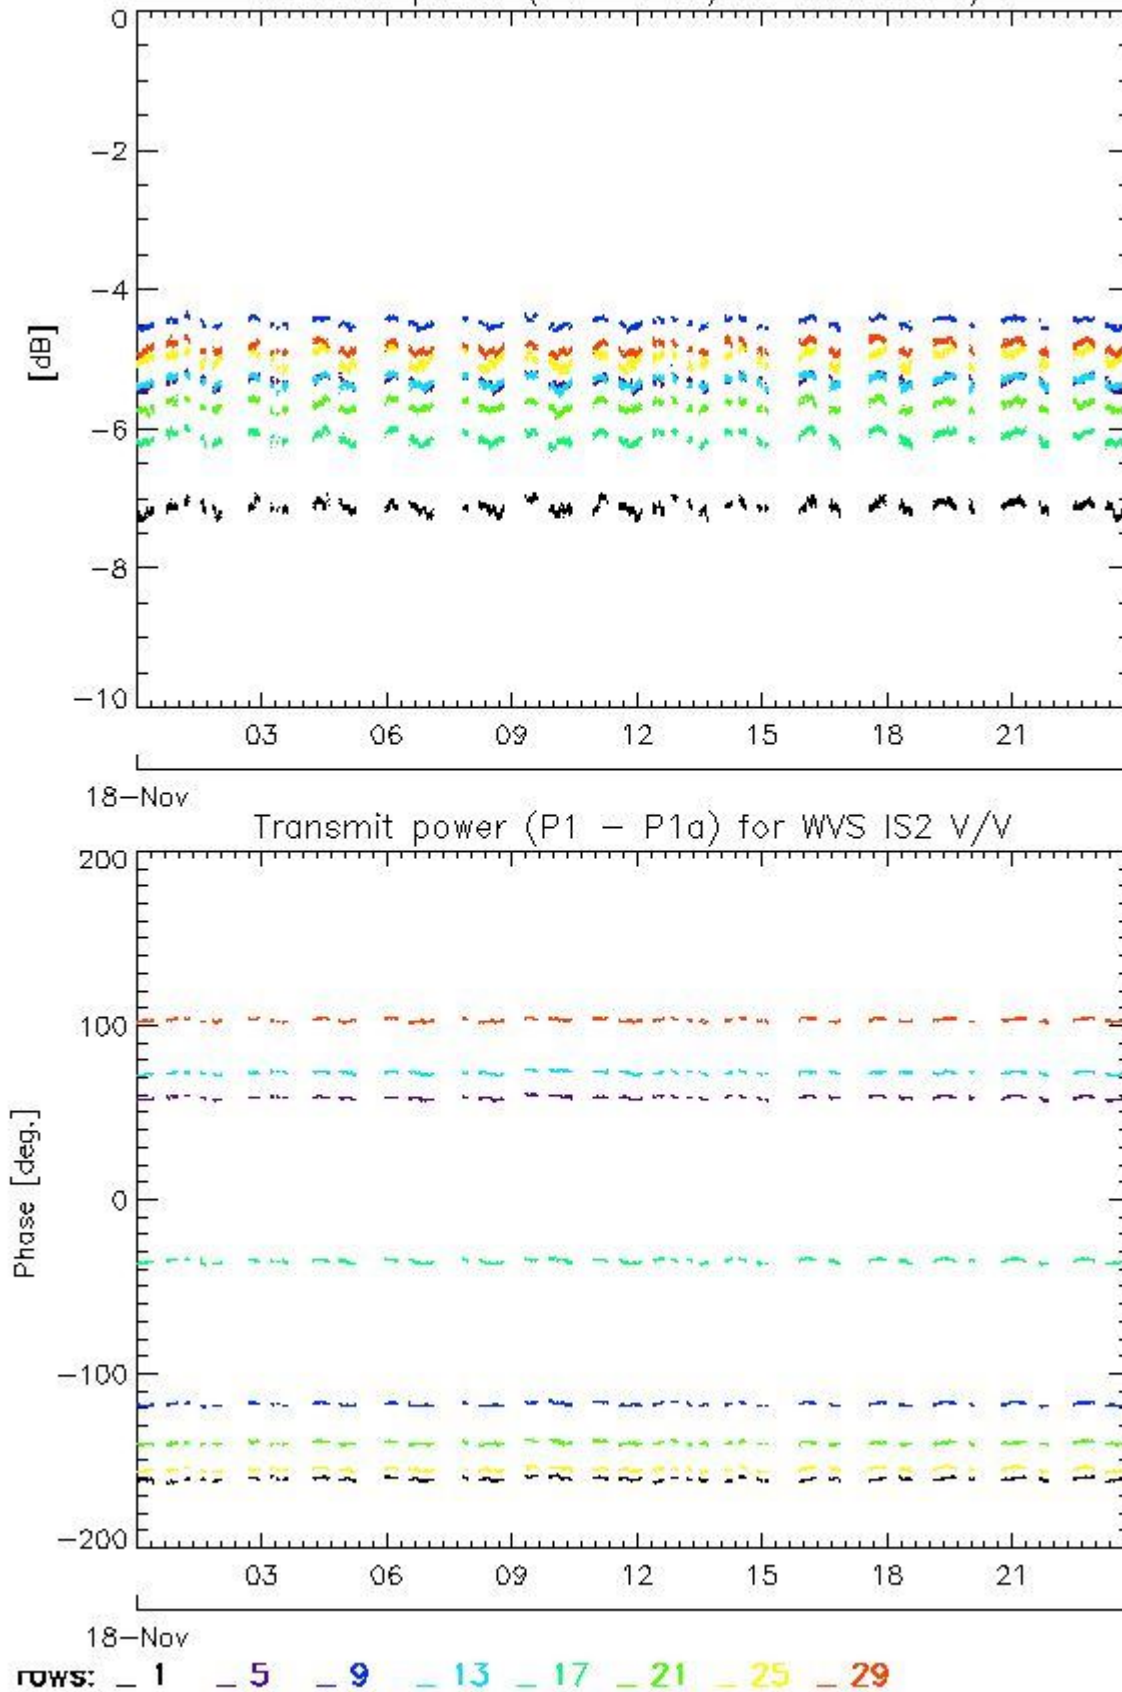 0
-2
-4
[dB]
-6
-8
-10
03 06 09 12 15 18 21
18-Nov
Transmit power (P1 - P1a) for WVS IS2 V/V
200
100
Phase [deg.]
0
-100
-200
03 06 09 12 15 18 21
18-Nov
rows: _ 1 _ 5 _ 9 _ 13 _ 17 _ 21 _ 25 _ 29